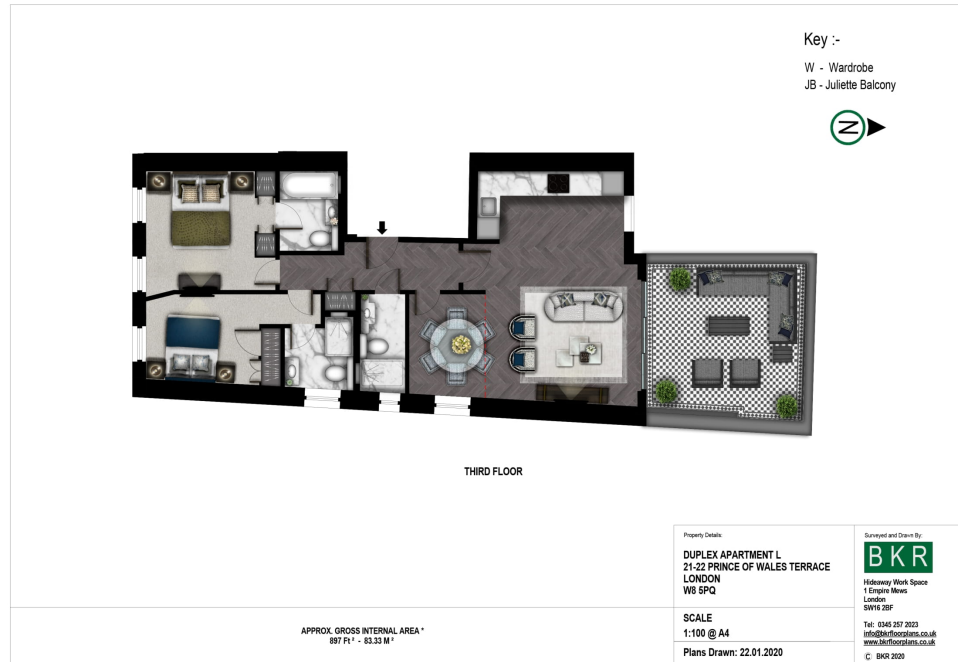 Key :-
W - Wardrobe
JB - Juliette Balcony
N
THIRD FLOOR
APPROX. GROSS INTERNAL AREA *
897 Ft ² - 83.33 M ²
Property Details:
DUPLEX APARTMENT L
21-22 PRINCE OF WALES TERRACE
LONDON
W8 5PQ
SCALE
1:100 @ A4
Plans Drawn: 22.01.2020
Surveyed and Drawn By:
BKR
Hideaway Work Space
1 Empire Mews
London
SW16 2BF
Tel: 0345 257 2023
info@bkrfloorplans.co.uk
www.bkrfloorplans.co.uk
© BKR 2020